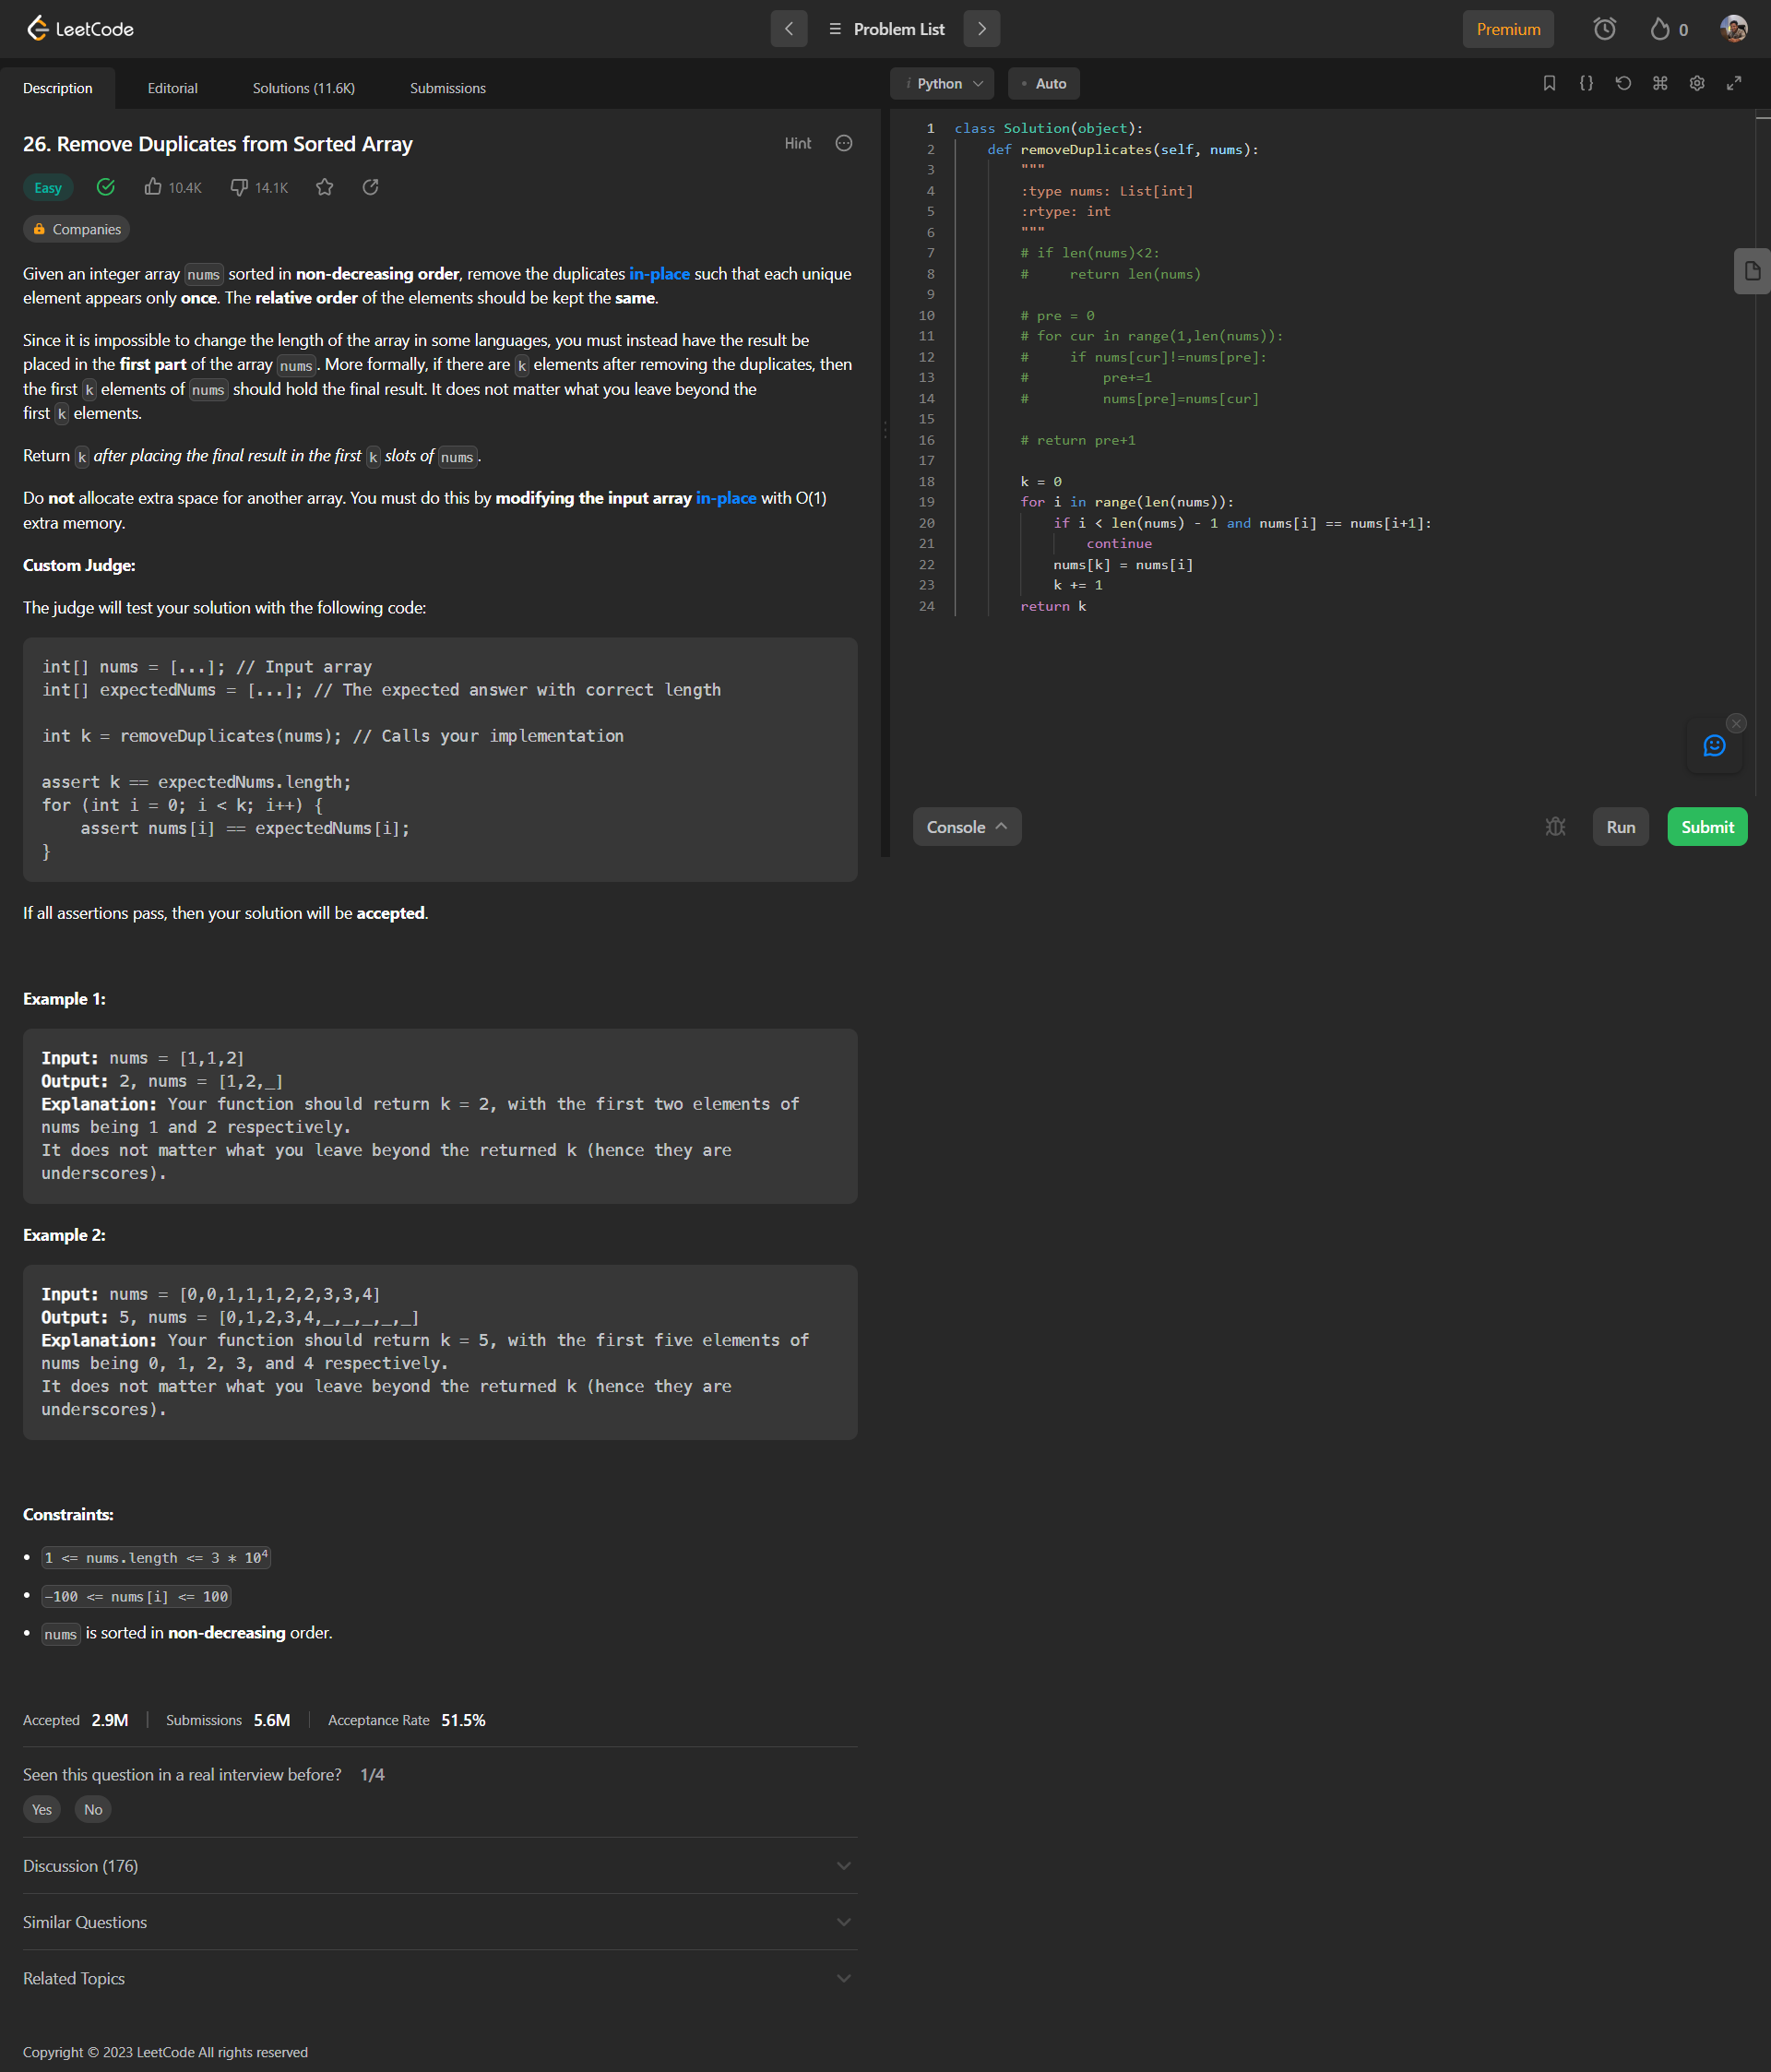 LeetCode
Problem List
Premium
0
Description
Editorial
Solutions (11.6K)
Submissions
26. Remove Duplicates from Sorted Array
Hint
Easy
10.4K
14.1K
Companies
Given an integer array nums sorted in non-decreasing order, remove the duplicates in-place such that each unique
element appears only once. The relative order of the elements should be kept the same.
Since it is impossible to change the length of the array in some languages, you must instead have the result be
placed in the first part of the array nums. More formally, if there are k elements after removing the duplicates, then
the first k elements of nums should hold the final result. It does not matter what you leave beyond the
first k elements.
Return k after placing the final result in the first k slots of nums.
Do not allocate extra space for another array. You must do this by modifying the input array in-place with O(1)
extra memory.
Custom Judge:
The judge will test your solution with the following code:
int[] nums = [...]; // Input array
int[] expectedNums = [...]; // The expected answer with correct length
int k = removeDuplicates(nums); // Calls your implementation
assert k == expectedNums.length;
for (int i = 0; i < k; i++) {
    assert nums[i] == expectedNums[i];
}
If all assertions pass, then your solution will be accepted.
Example 1:
Input: nums = [1,1,2]
Output: 2, nums = [1,2,_]
Explanation: Your function should return k = 2, with the first two elements of
nums being 1 and 2 respectively.
It does not matter what you leave beyond the returned k (hence they are
underscores).
Example 2:
Input: nums = [0,0,1,1,1,2,2,3,3,4]
Output: 5, nums = [0,1,2,3,4,_,_,_,_,_]
Explanation: Your function should return k = 5, with the first five elements of
nums being 0, 1, 2, 3, and 4 respectively.
It does not matter what you leave beyond the returned k (hence they are
underscores).
Constraints:
• 1 <= nums.length <= 3 * 10⁴
• -100 <= nums[i] <= 100
• nums is sorted in non-decreasing order.
Accepted 2.9M
Submissions 5.6M
Acceptance Rate 51.5%
Seen this question in a real interview before? 1/4
Yes
No
Discussion (176)
Similar Questions
Related Topics
Copyright © 2023 LeetCode All rights reserved
i Python
• Auto
1 class Solution(object):
2     def removeDuplicates(self, nums):
3         """
4         :type nums: List[int]
5         :rtype: int
6         """
7         # if len(nums)<2:
8         #     return len(nums)
9
10         # pre = 0
11         # for cur in range(1,len(nums)):
12         #     if nums[cur]!=nums[pre]:
13         #         pre+=1
14         #         nums[pre]=nums[cur]
15
16         # return pre+1
17
18         k = 0
19         for i in range(len(nums)):
20             if i < len(nums) - 1 and nums[i] == nums[i+1]:
21                 continue
22             nums[k] = nums[i]
23             k += 1
24         return k
Console
Run
Submit